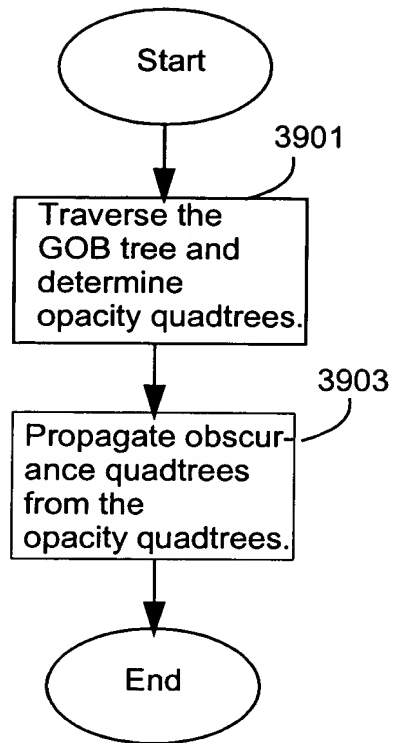 Start
3901
Traverse the
GOB tree and
determine
opacity quadtrees.
3903
Propagate obscur-
ance quadtrees
from the
opacity quadtrees.
End